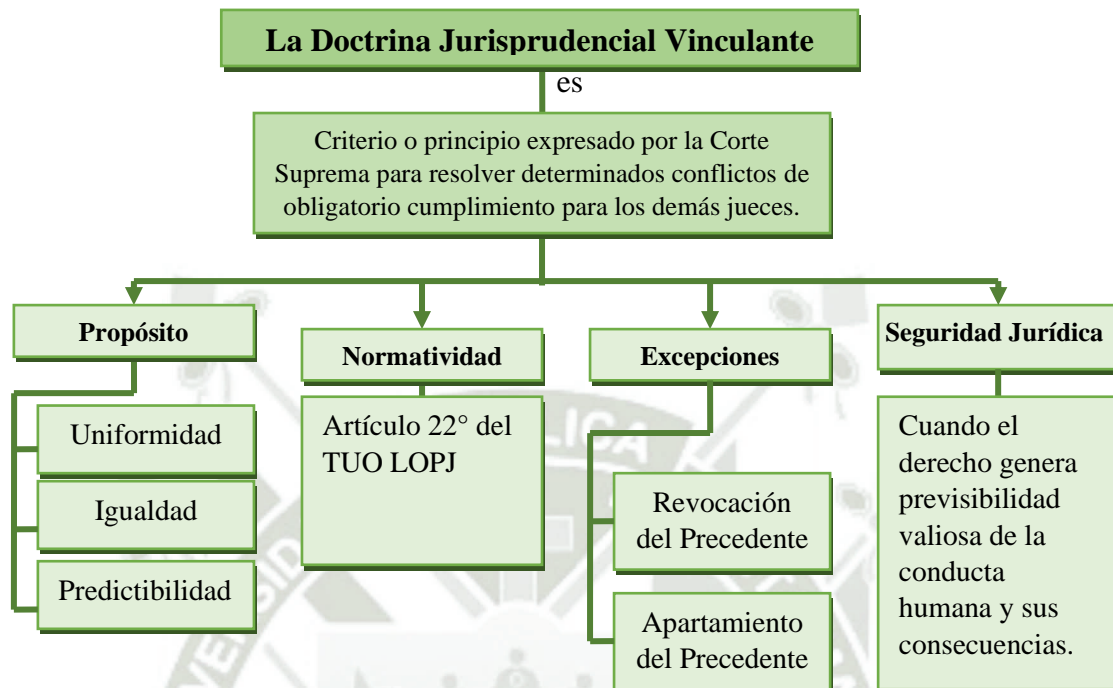 La Doctrina Jurisprudencial Vinculante
es
Criterio o principio expresado por la Corte
Suprema para resolver determinados conflictos de
obligatorio cumplimiento para los demás jueces.
Propósito
Uniformidad
Igualdad
Predictibilidad
Normatividad
Artículo 22° del
TUO LOPJ
Excepciones
Revocación
del Precedente
Apartamiento
del Precedente
Seguridad Jurídica
Cuando el
derecho genera
previsibilidad
valiosa de la
conducta
humana y sus
consecuencias.